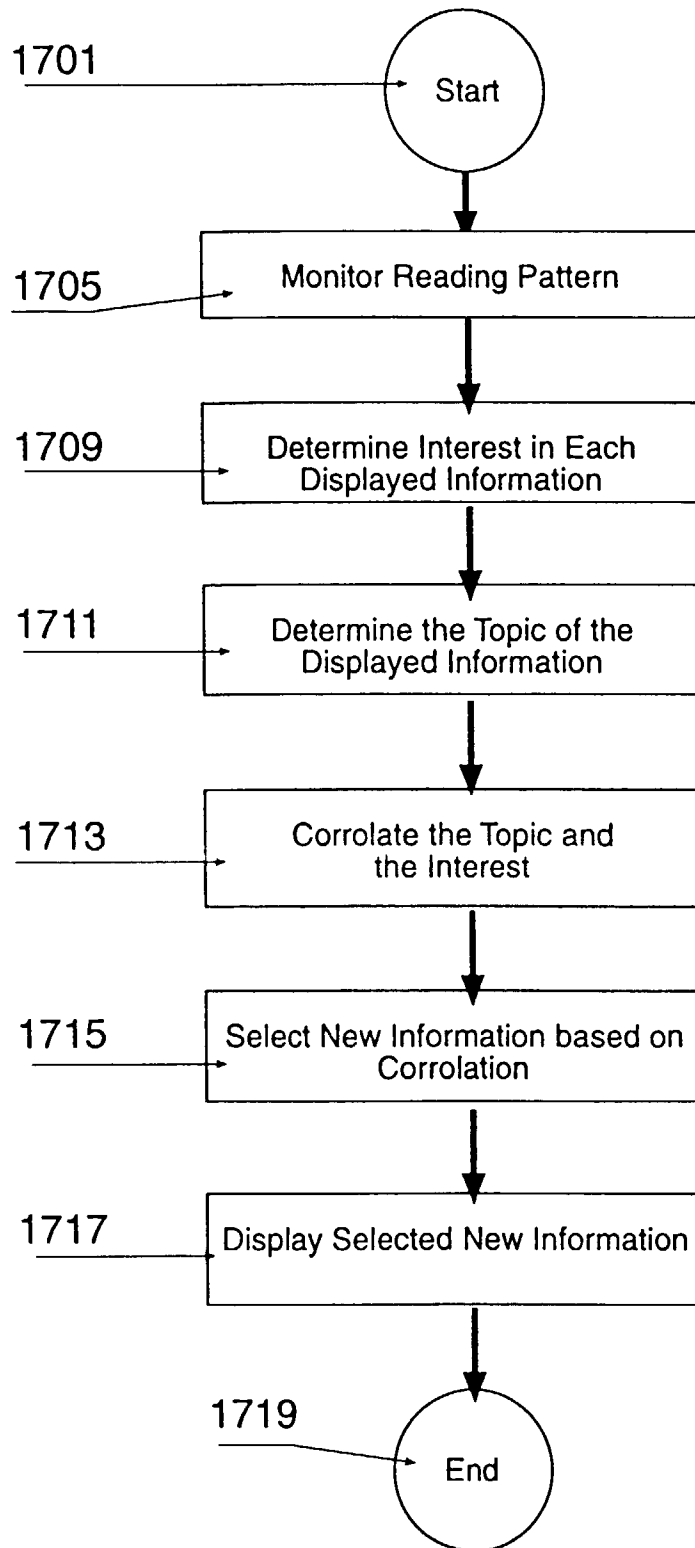 1701
Start
1705
Monitor Reading Pattern
1709
Determine Interest in Each
Displayed Information
1711
Determine the Topic of the
Displayed Information
1713
Corrolate the Topic and
the Interest
1715
Select New Information based on
Corrolation
1717
Display Selected New Information
1719
End